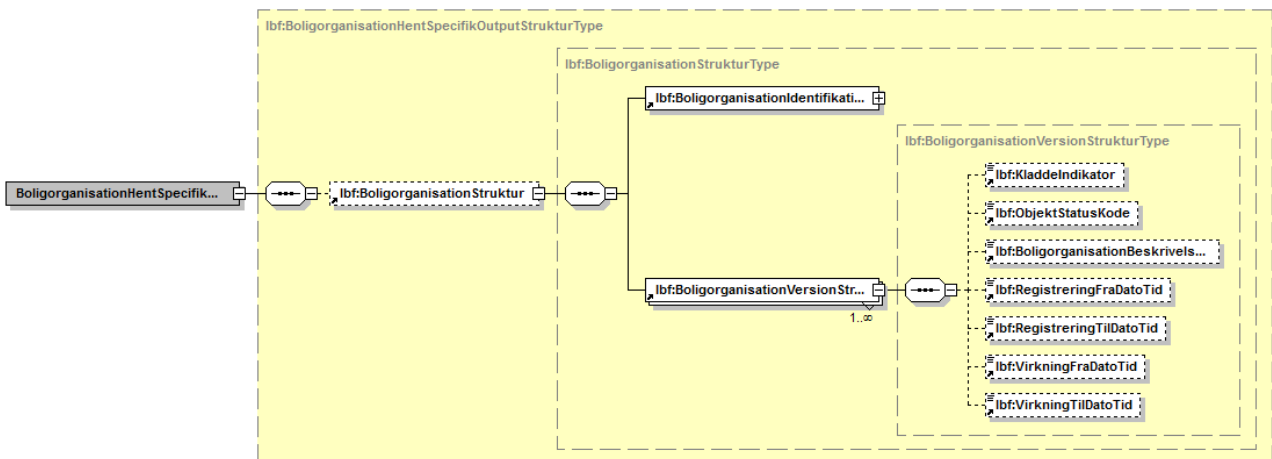 lbf:BoligorganisationHentSpecifikOutputStrukturType
lbf:BoligorganisationStrukturType
lbf:BoligorganisationIdentifikati...
lbf:BoligorganisationVersionStrukturType
BoligorganisationHentSpecifik...
lbf:BoligorganisationStruktur
lbf:KladdeIndikator
lbf:ObjektStatusKode
lbf:BoligorganisationBeskrivels...
lbf:BoligorganisationVersionStr...
1..∞
lbf:RegistreringFraDatoTid
lbf:RegistreringTilDatoTid
lbf:VirkningFraDatoTid
lbf:VirkningTilDatoTid